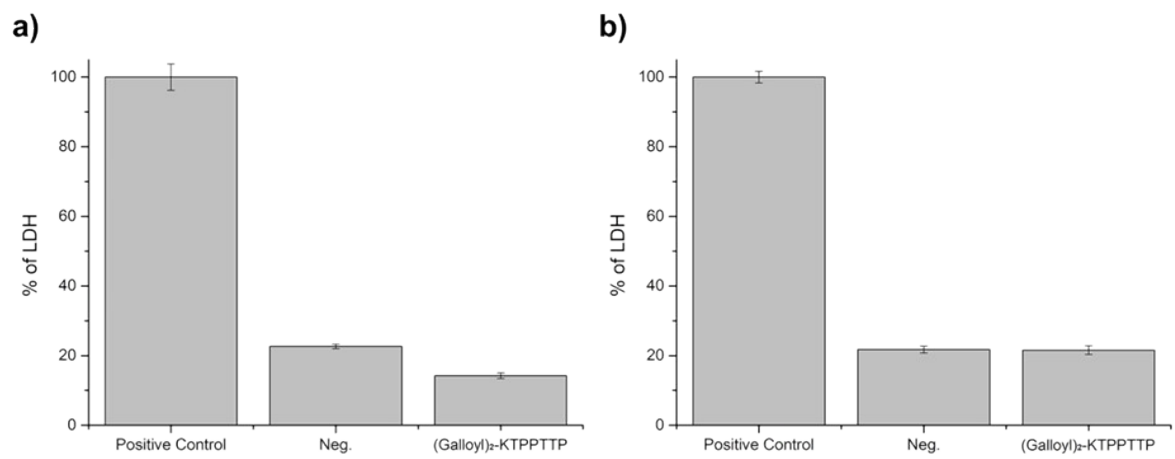 a)
% of LDH
100
80
60
40
20
0
Positive Control
Neg.
(Galloyl)₂-KTPPTTP
b)
% of LDH
100
80
60
40
20
0
Positive Control
Neg.
(Galloyl)₂-KTPPTTP